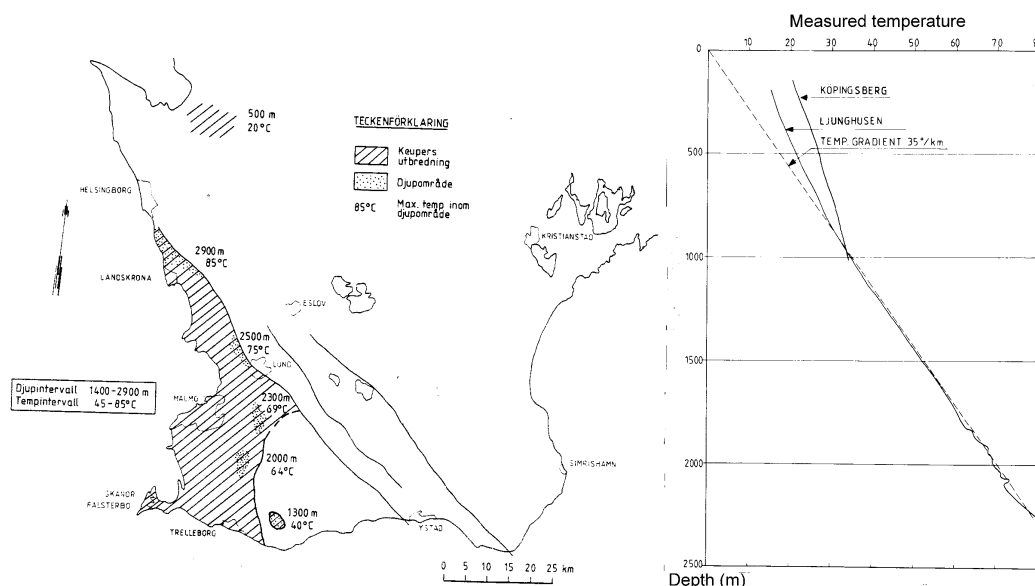 500 m
20°C
TECKENFÖRKLARING
Keupers
utbredning
Djupområde
85°C Max. temp inom
djupområde
HELSINGBORG
KRISTIANSTAD
2900 m
85°C
LANDSKRONA
ESLÖV
2500m
75°C
LUND
Djupintervall 1400-2900 m
Tempintervall 45-85°C
MALMÖ
2300m
69°C
2000 m
64°C
SIMRISHAMN
SKANÖR
FALSTERBO
1300 m
40°C
TRELLEBORG
YSTAD
0 5 10 15 20 25 km
Measured temperature
10 20 30 40 50 60 70 80
0
KÖPINGSBERG
LJUNGHUSEN
TEMP. GRADIENT 35°/km
500
1000
1500
2000
2500
Depth (m)